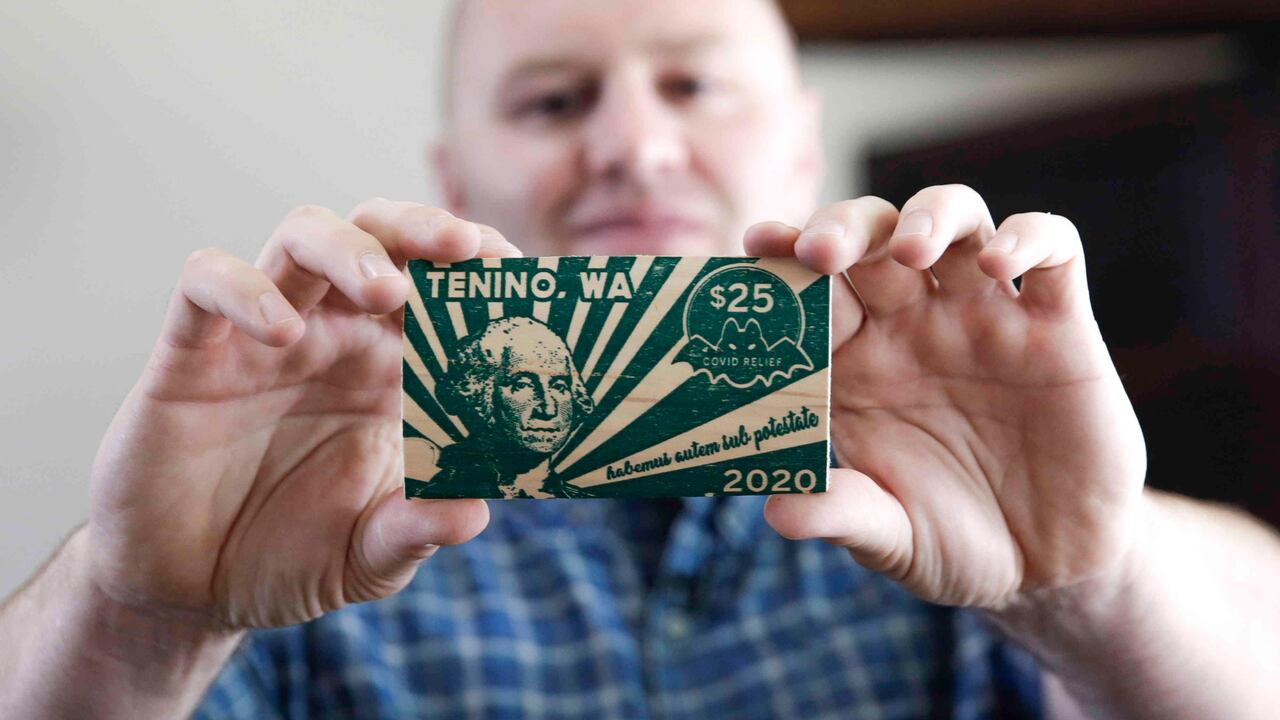 TENINO, WA
$25
COVID RELIEF
habemus autem sub potestate
2020